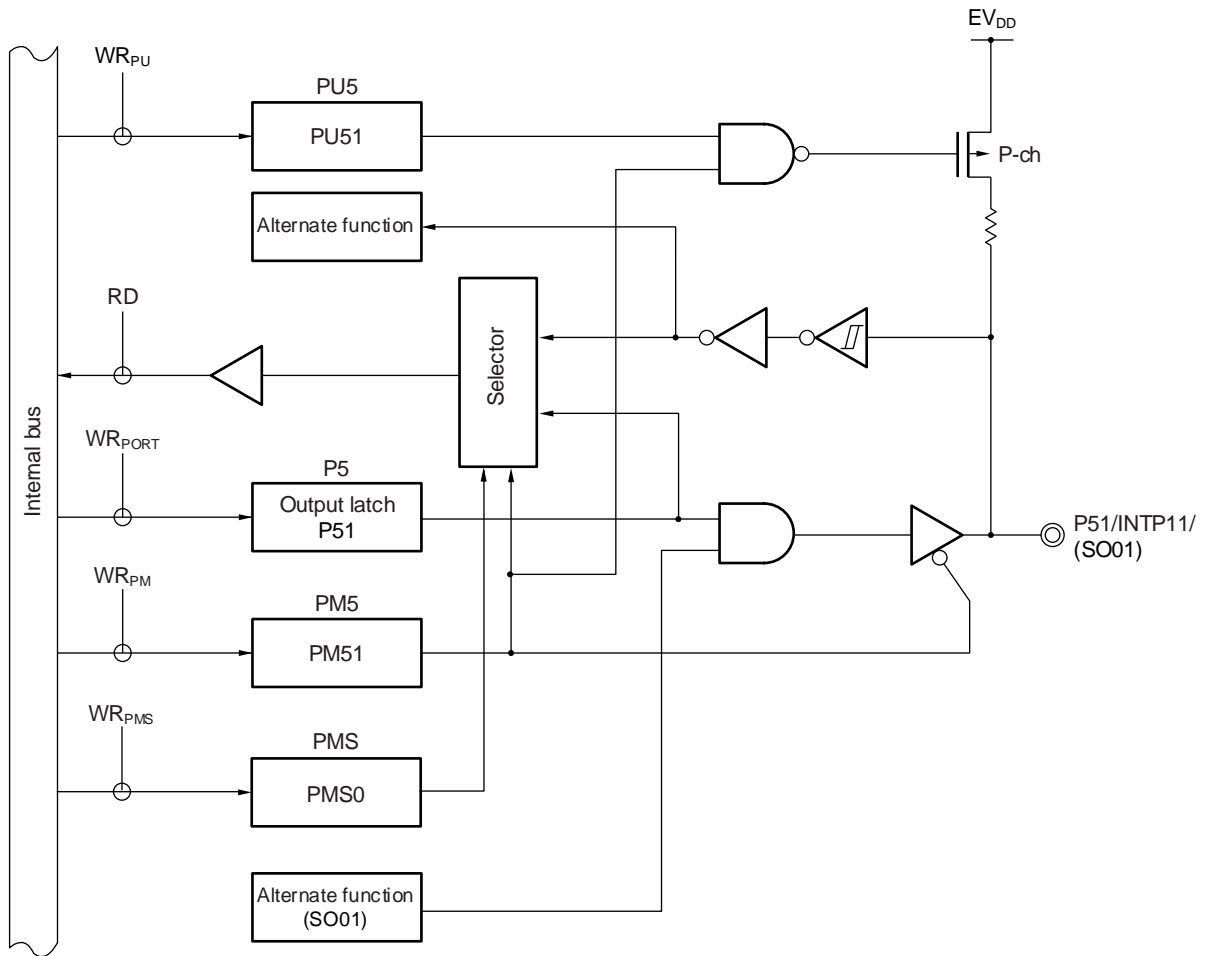 EVDD
WRPU
PU5
PU51
P-ch
Alternate function
RD
Selector
Internal bus
WRPORT
P5
Output latch
P51
P51/INTP11/
(SO01)
WRPM
PM5
PM51
WRPMS
PMS
PMS0
Alternate function
(SO01)